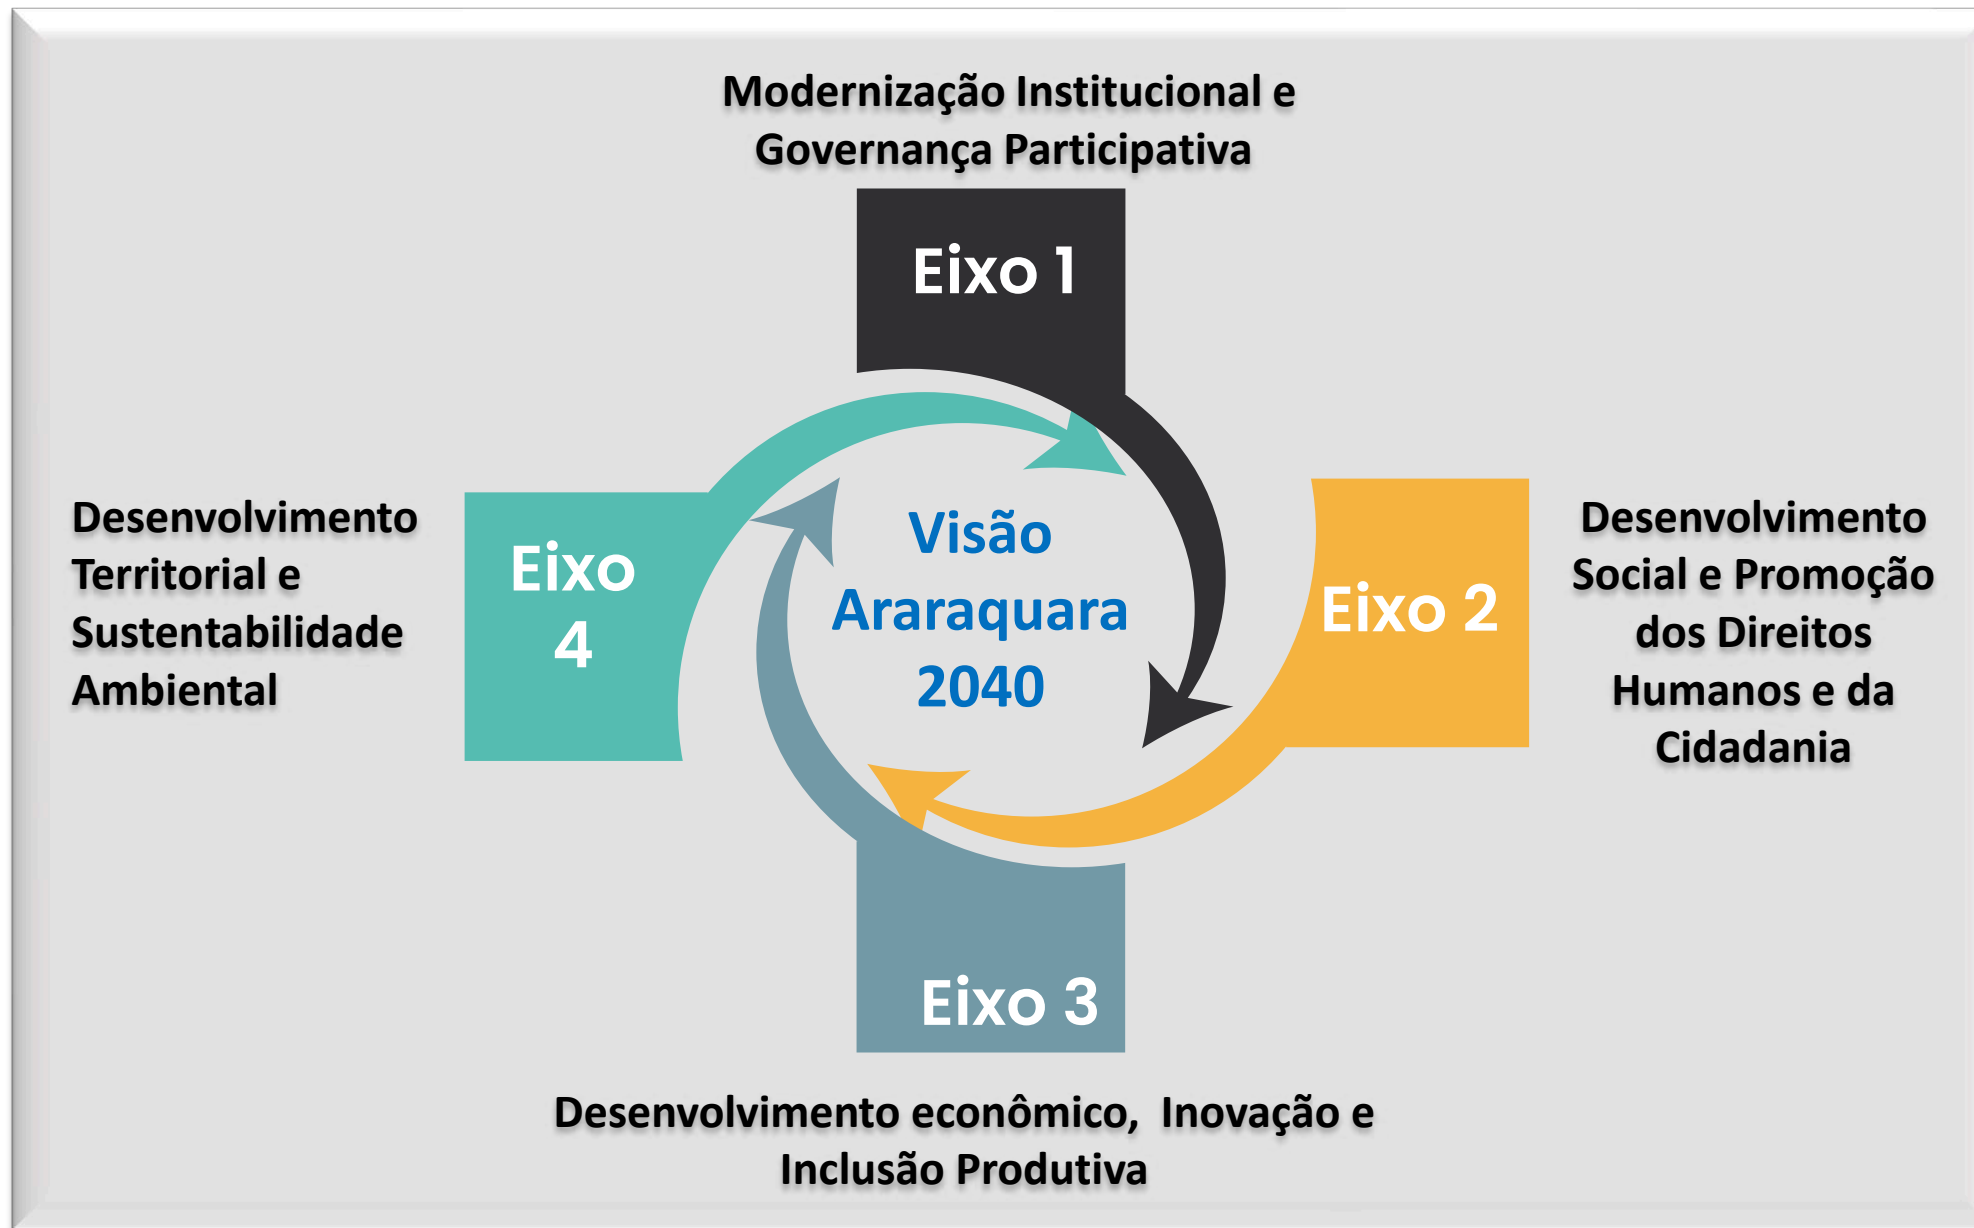 Modernização Institucional e
Governança Participativa
Eixo 1
Desenvolvimento
Territorial e
Sustentabilidade
Ambiental
Eixo
4
Visão
Araraquara
2040
Eixo 2
Desenvolvimento
Social e Promoção
dos Direitos
Humanos e da
Cidadania
Eixo 3
Desenvolvimento econômico, Inovação e
Inclusão Produtiva